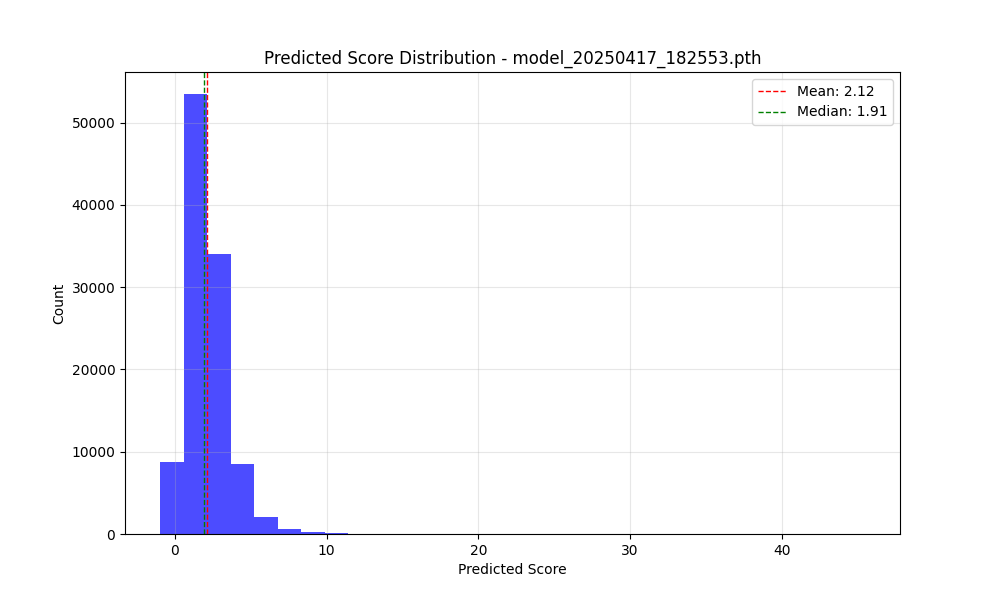 Predicted Score Distribution - model_20250417_182553.pth
Mean: 2.12
Median: 1.91
50000
40000
30000
20000
10000
0
Count
0 10 20 30 40
Predicted Score